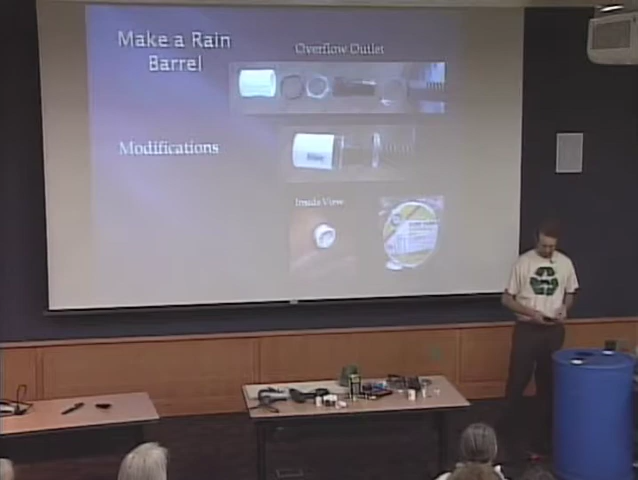 Make a Rain
Barrel
Overflow Outlet
Modifications
Inside View